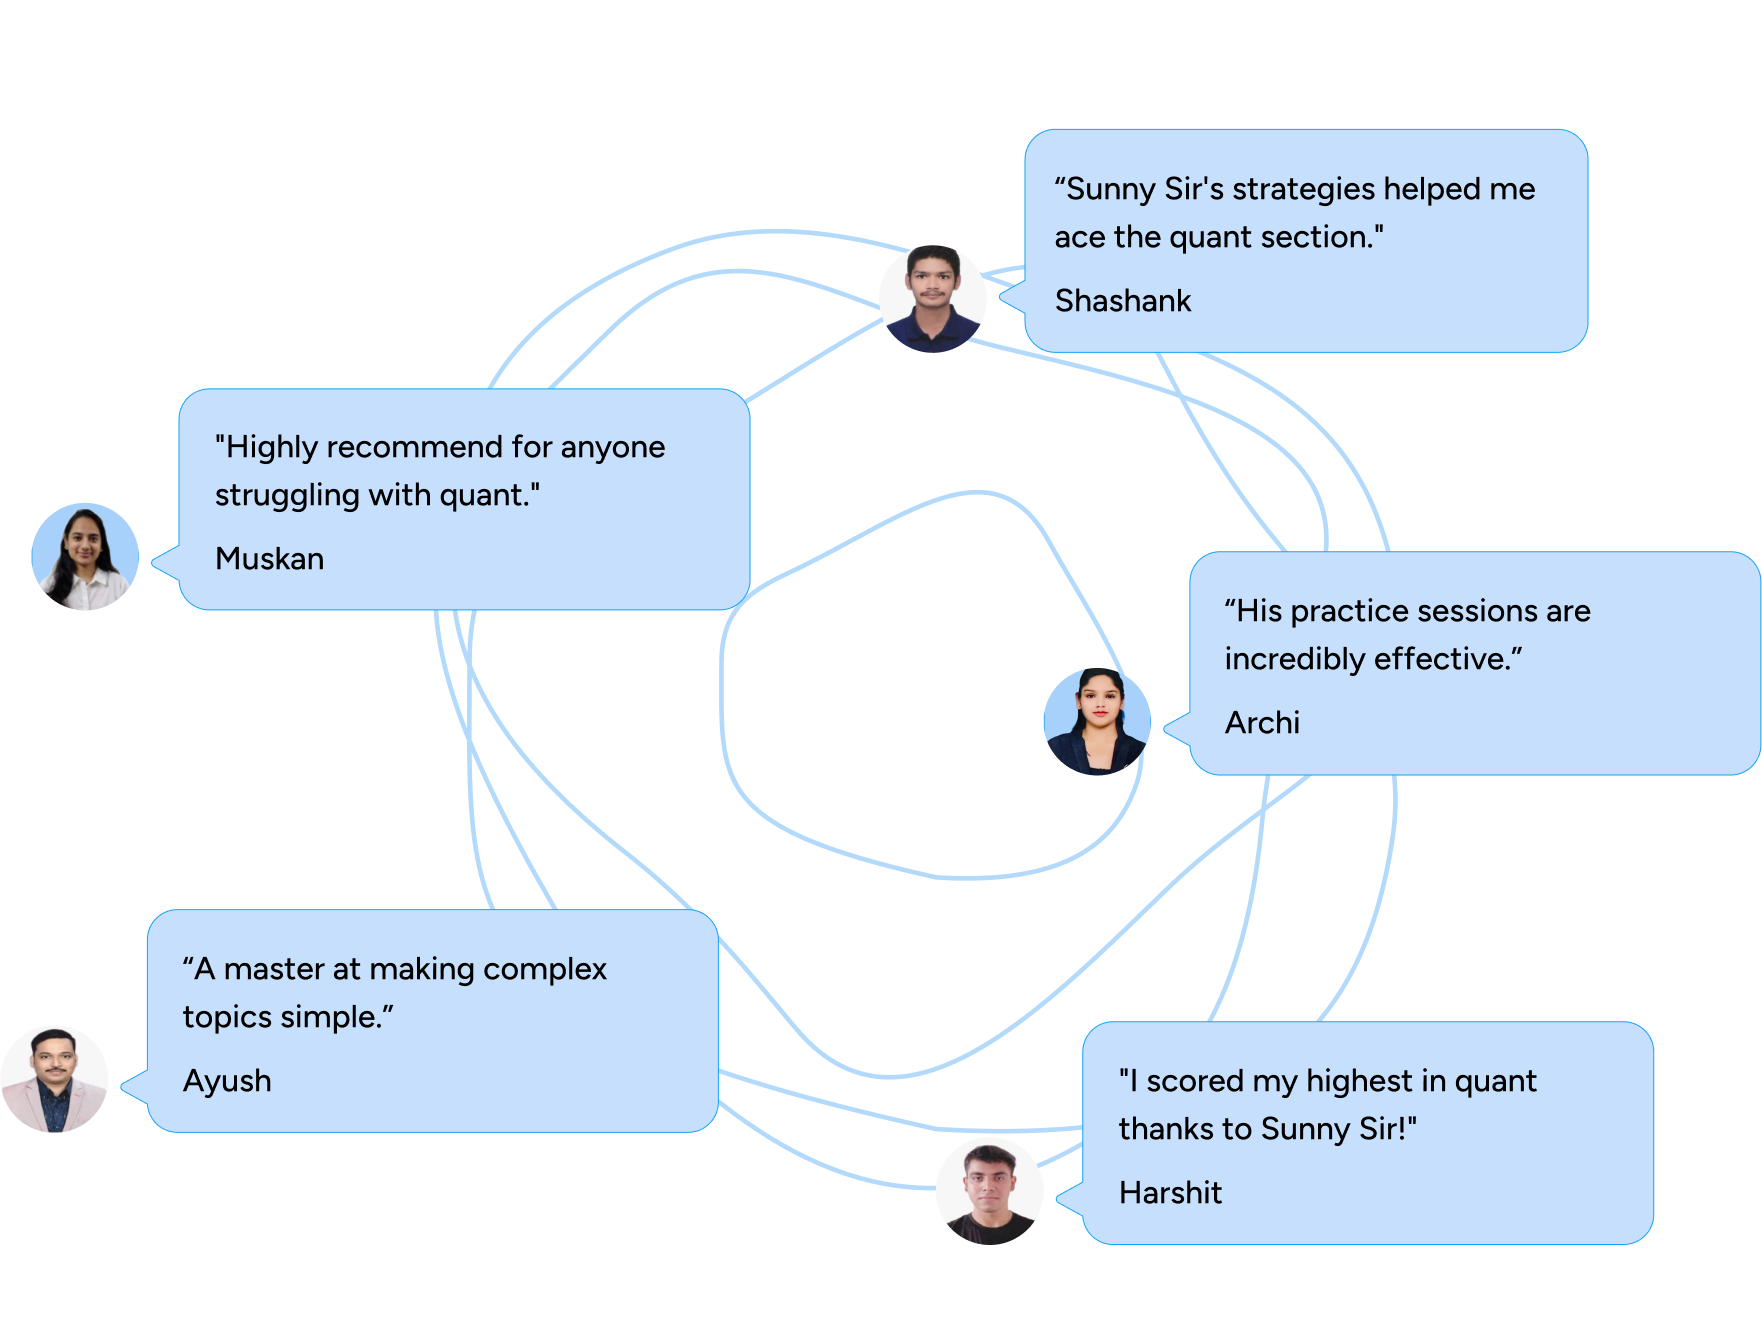 “Sunny Sir's strategies helped me
ace the quant section."
Shashank
"Highly recommend for anyone
struggling with quant."
Muskan
“His practice sessions are
incredibly effective.”
Archi
“A master at making complex
topics simple.”
Ayush
"I scored my highest in quant
thanks to Sunny Sir!"
Harshit